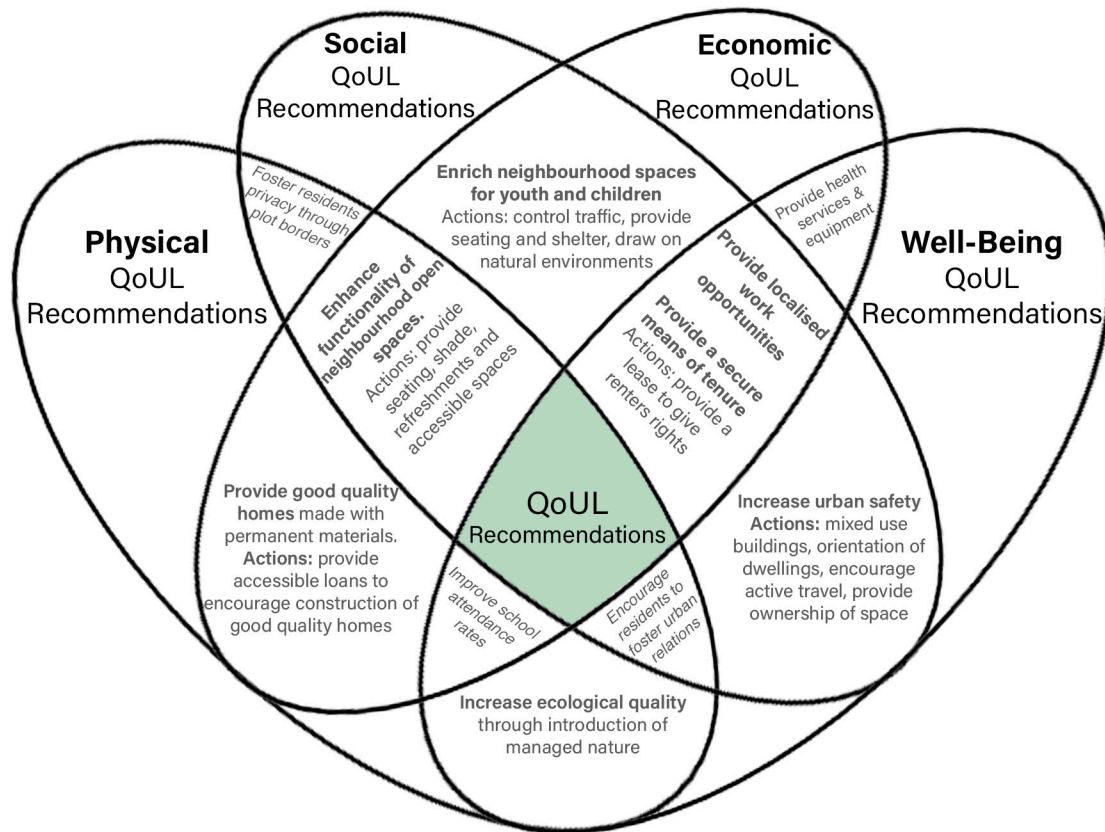 Social
QoUL
Recommendations
Economic
QoUL
Recommendations
Physical
QoUL
Recommendations
Well-Being
QoUL
Recommendations
Foster residents
privacy through
plot borders
Enrich neighbourhood spaces
for youth and children
Actions: control traffic, provide
seating and shelter, draw on
natural environments
Provide health
services &
equipment
Enhance
functionality of
neighbourhood open
spaces.
Actions: provide
seating, shade,
refreshments and
accessible spaces
Provide localised
work
opportunities
Provide a secure
means of tenure
Actions: provide a
lease to give
renters rights
Provide good quality
homes made with
permanent materials.
Actions: provide
accessible loans to
encourage construction of
good quality homes
QoUL
Recommendations
Increase urban safety
Actions: mixed use
buildings, orientation of
dwellings, encourage
active travel, provide
ownership of space
Improve school
attendance
rates
Encourage
residents to
foster urban
relations
Increase ecological quality
through introduction of
managed nature